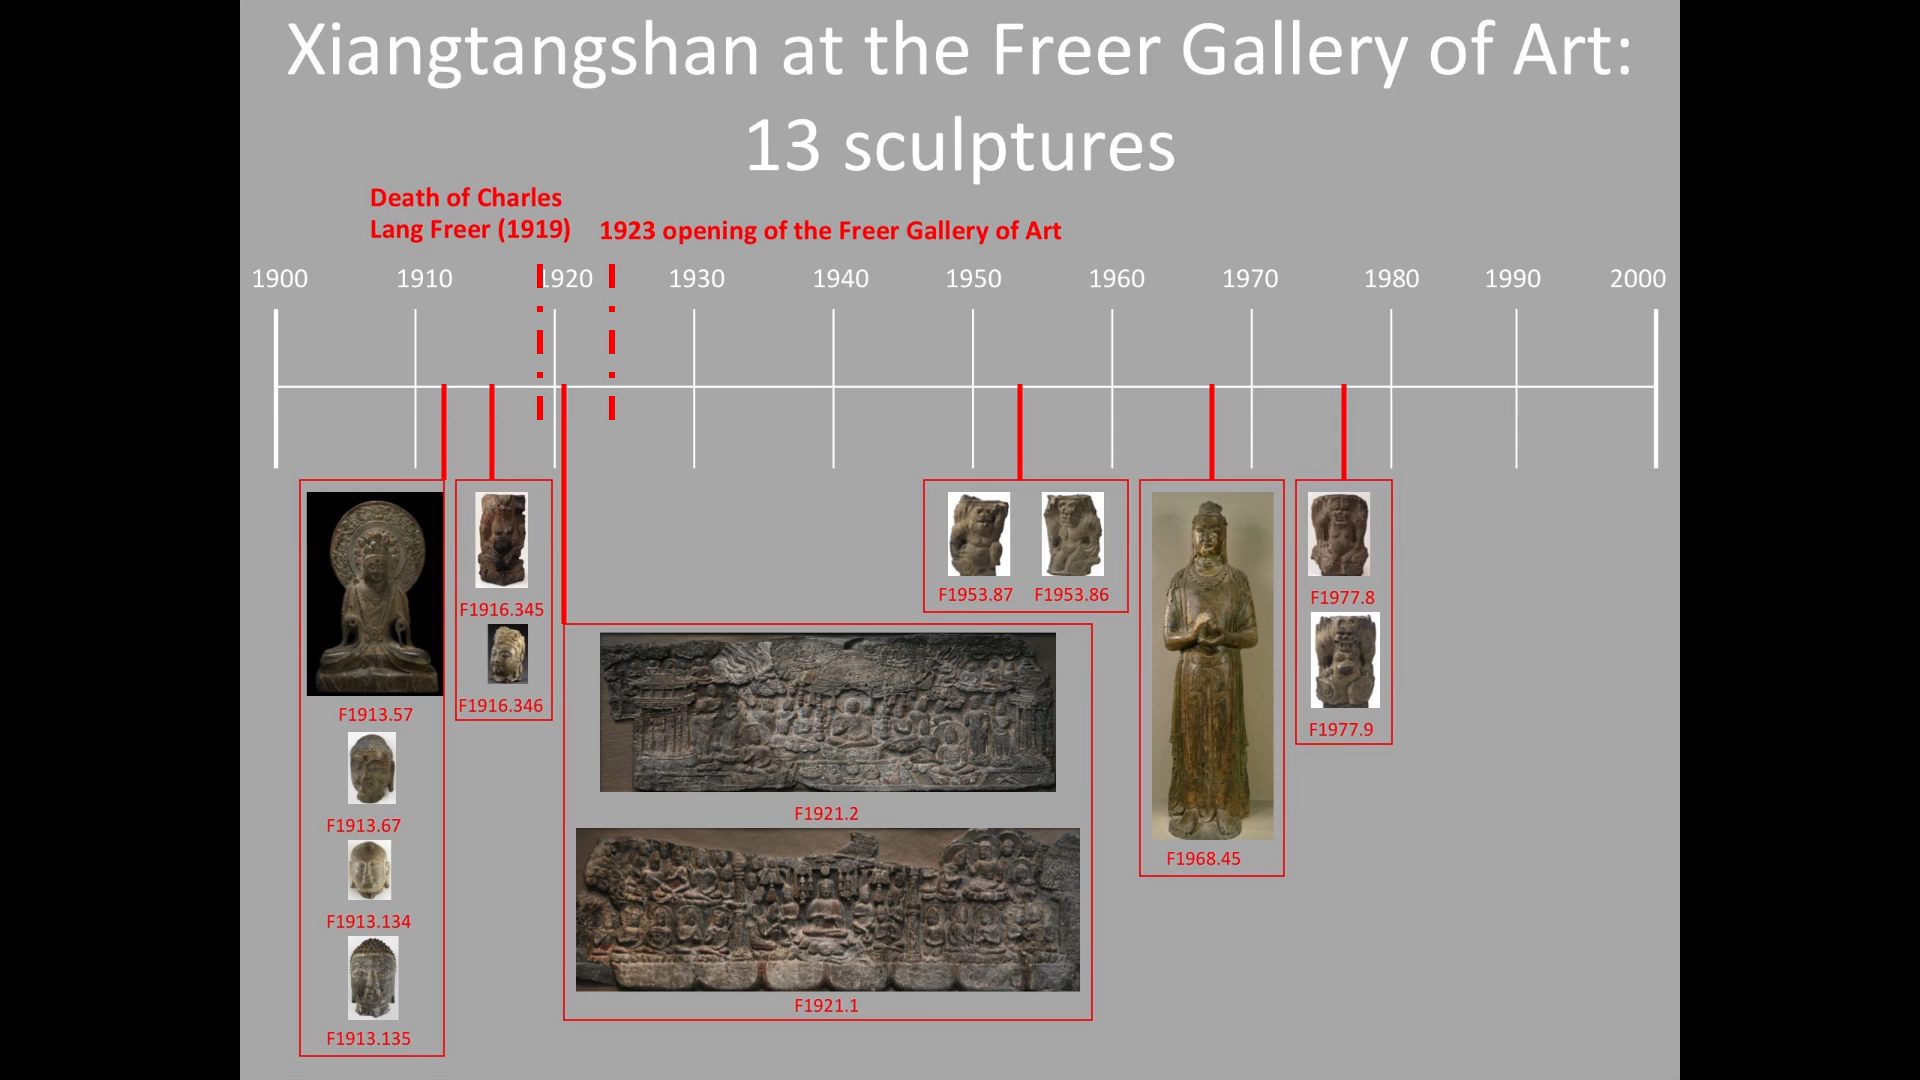 Xiangtangshan at the Freer Gallery of Art:
13 sculptures
Death of Charles
Lang Freer (1919)
1923 opening of the Freer Gallery of Art
1900 1910 1920 1930 1940 1950 1960 1970 1980 1990 2000
F1913.57
F1913.67
F1913.134
F1913.135
F1916.345
F1916.346
F1921.2
F1921.1
F1953.87 F1953.86
F1968.45
F1977.8
F1977.9